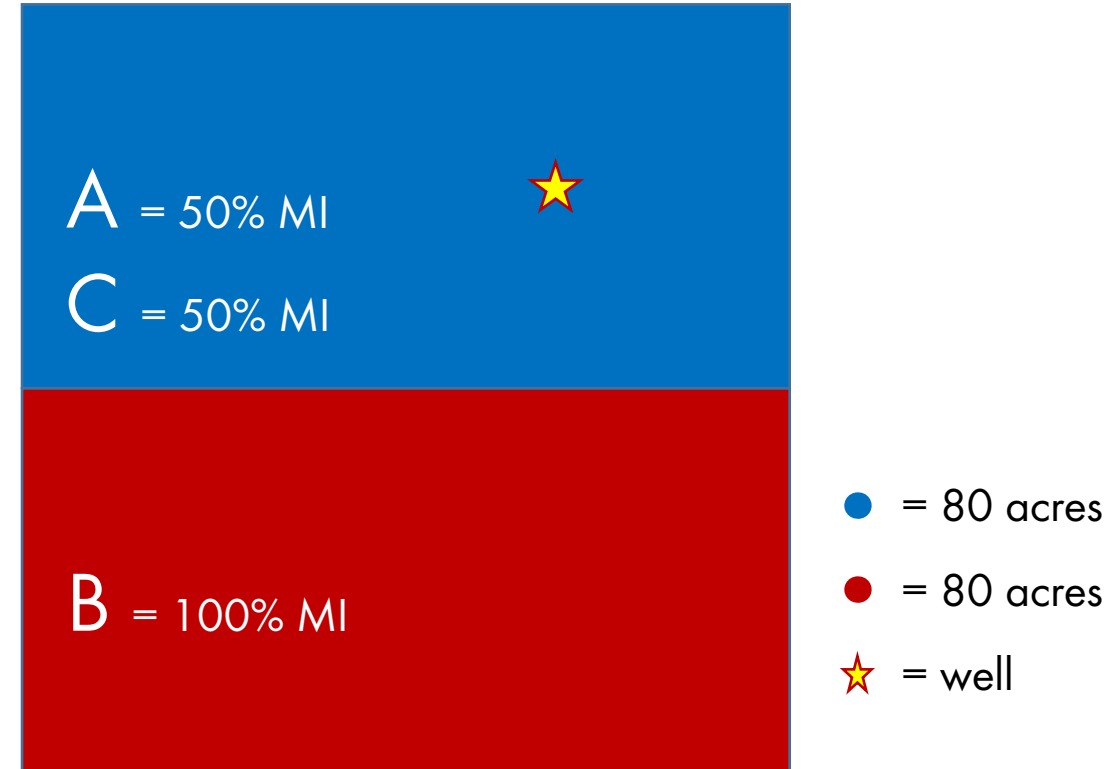 A = 50% MI
C = 50% MI
B = 100% MI
= 80 acres
= 80 acres
= well